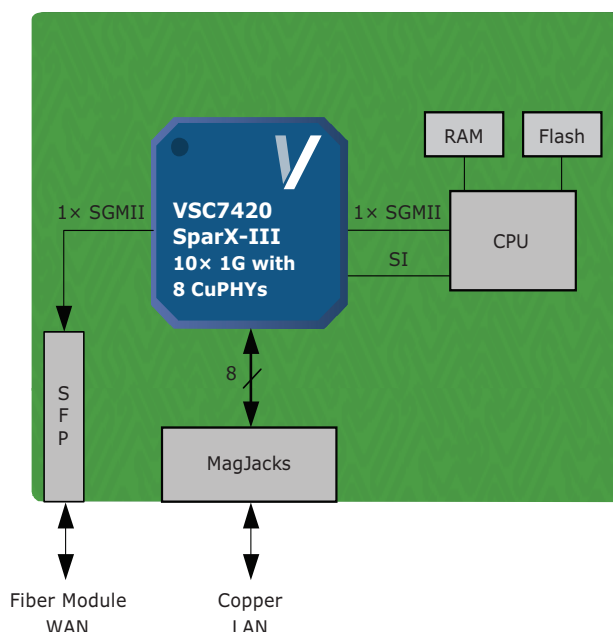 RAM
Flash
1× SGMII
VSC7420
SparX-III
10× 1G with
8 CuPHYs
1× SGMII
SI
CPU
8
S
F
P
MagJacks
Fiber Module
WAN
Copper
LAN